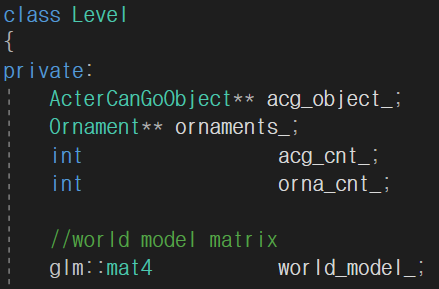 class Level
{
private:
ActerCanGoObject** acg_object_;
Ornament** ornaments_;
int acg_cnt_;
int orna_cnt_;
//world model matrix
glm::mat4 world_model_;